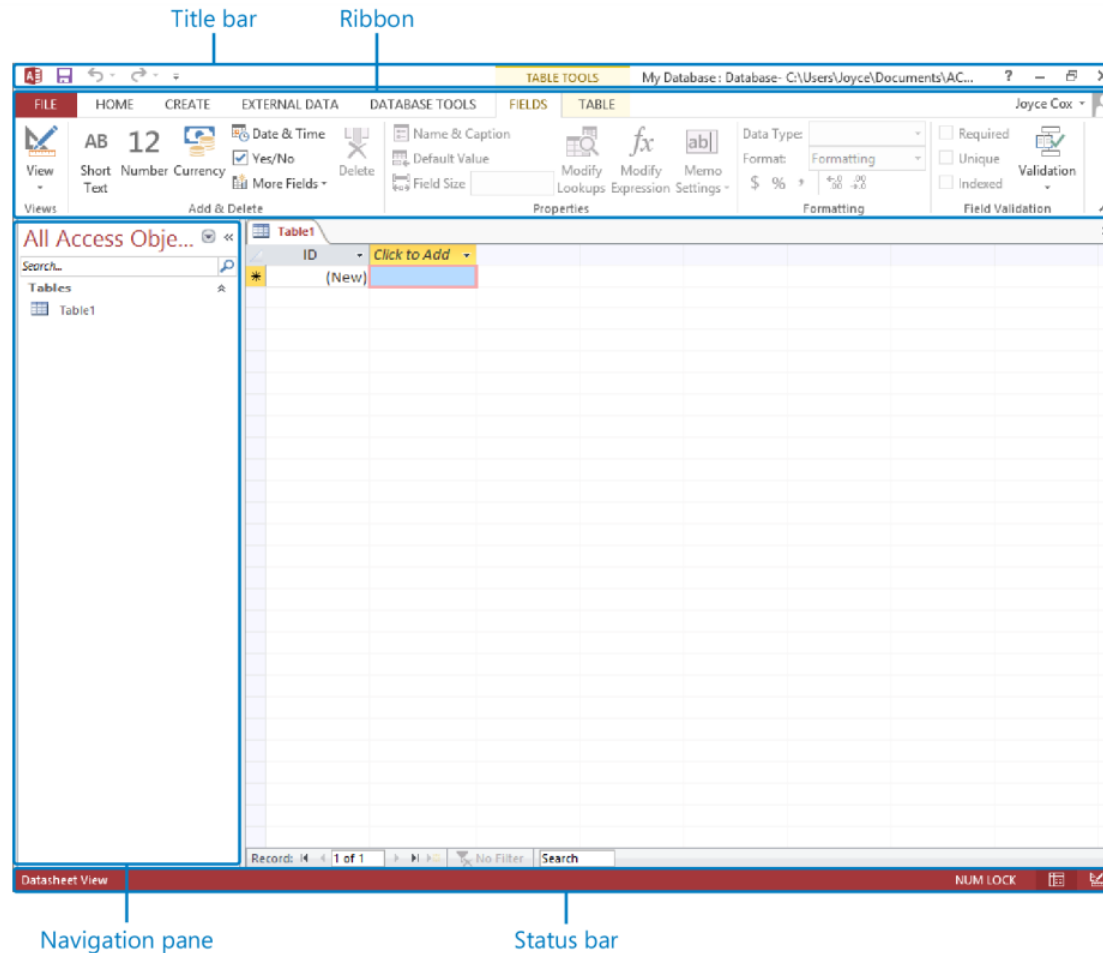 Title bar Ribbon
TABLE TOOLS My Database : Database- C:\Users\Joyce\Documents\AC... ?
FILE HOME CREATE EXTERNAL DATA DATABASE TOOLS FIELDS TABLE Joyce Cox
AB 12 Date & Time Name & Caption fx ab| Data Type: Required
Yes/No Default Value Format: Formatting Unique
View Short Text Number Currency More Fields Delete Field Size Modify Lookups Modify Expression Memo Settings $ % , Indexed Validation
Views Add & Delete Properties Formatting Field Validation
All Access Obje... «
Search...
Tables
Table1
Table1
ID Click to Add
* (New)
Record: 1 of 1 No Filter Search
Datasheet View NUM LOCK
Navigation pane Status bar